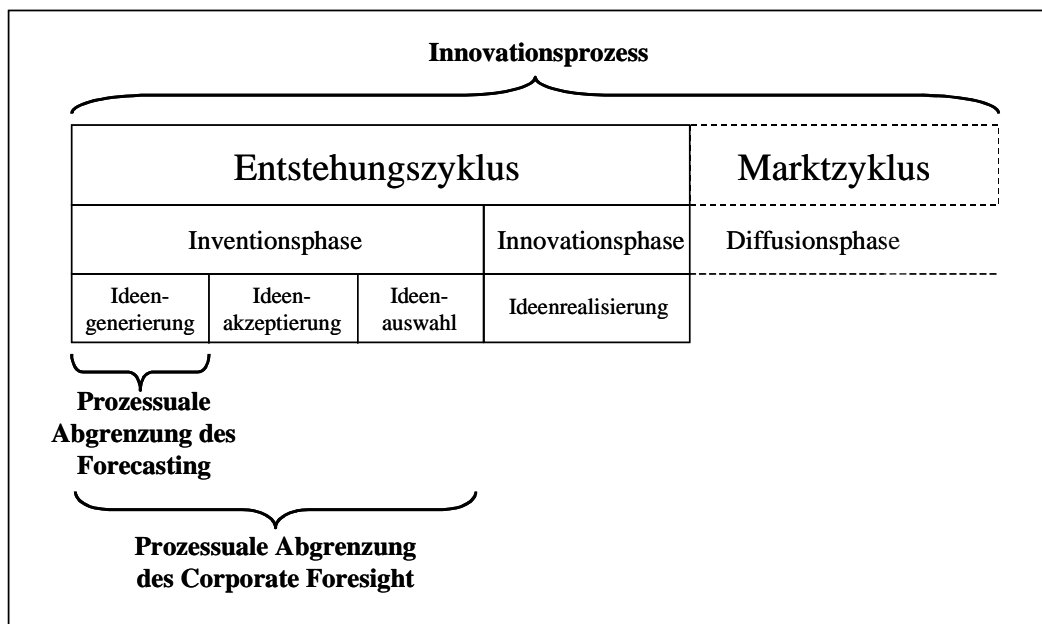 Innovationsprozess
Entstehungszyklus
Marktzyklus
Inventionsphase
Innovationsphase
Diffusionsphase
Ideen-
generierung
Ideen-
akzeptierung
Ideen-
auswahl
Ideenrealisierung
Prozessuale
Abgrenzung des
Forecasting
Prozessuale Abgrenzung
des Corporate Foresight